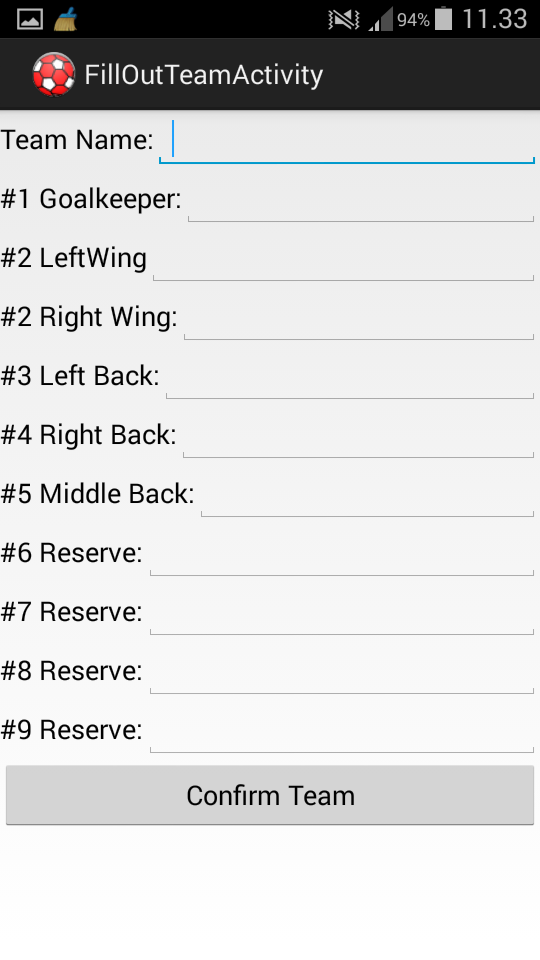 94% 11.33
FillOutTeamActivity
Team Name:
#1 Goalkeeper:
#2 LeftWing
#2 Right Wing:
#3 Left Back:
#4 Right Back:
#5 Middle Back:
#6 Reserve:
#7 Reserve:
#8 Reserve:
#9 Reserve:
Confirm Team